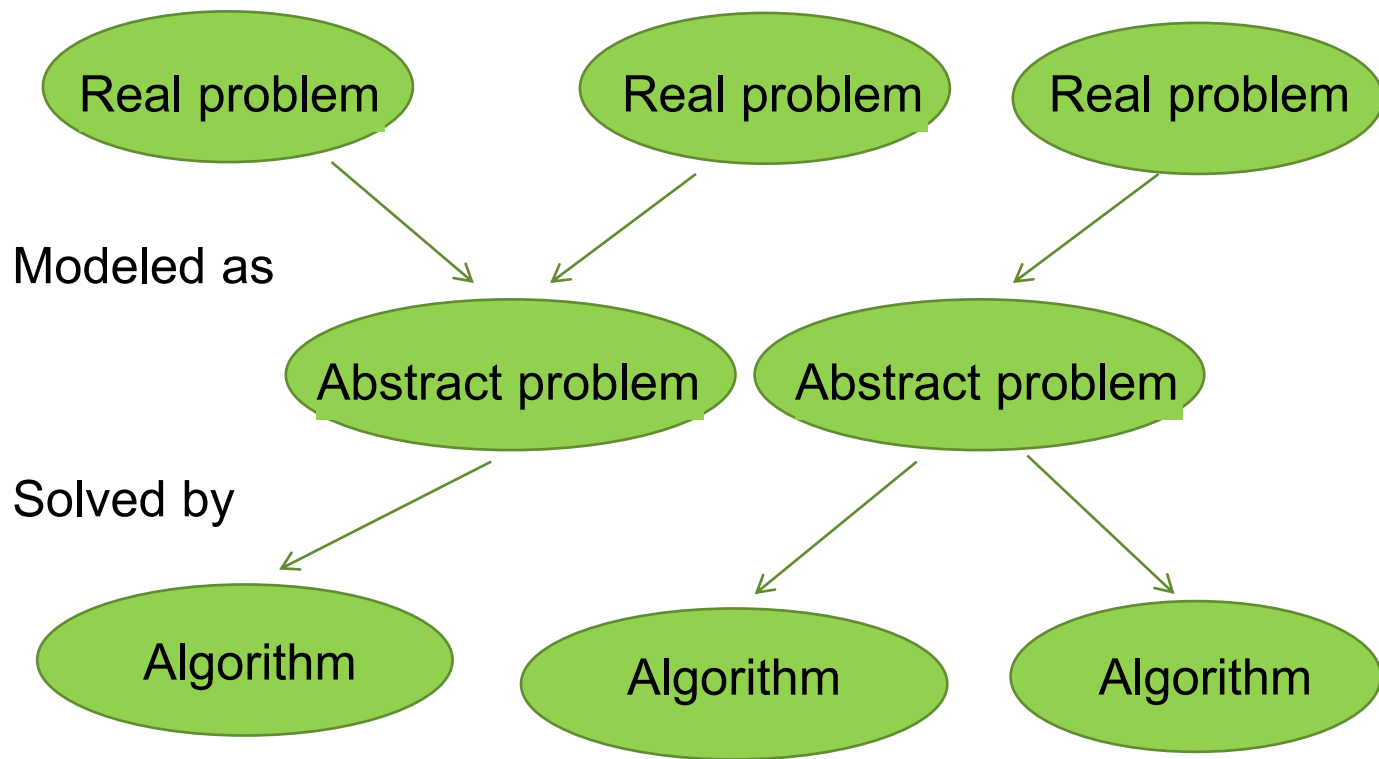 Real problem
Real problem
Real problem
Modeled as
Abstract problem
Abstract problem
Solved by
Algorithm
Algorithm
Algorithm